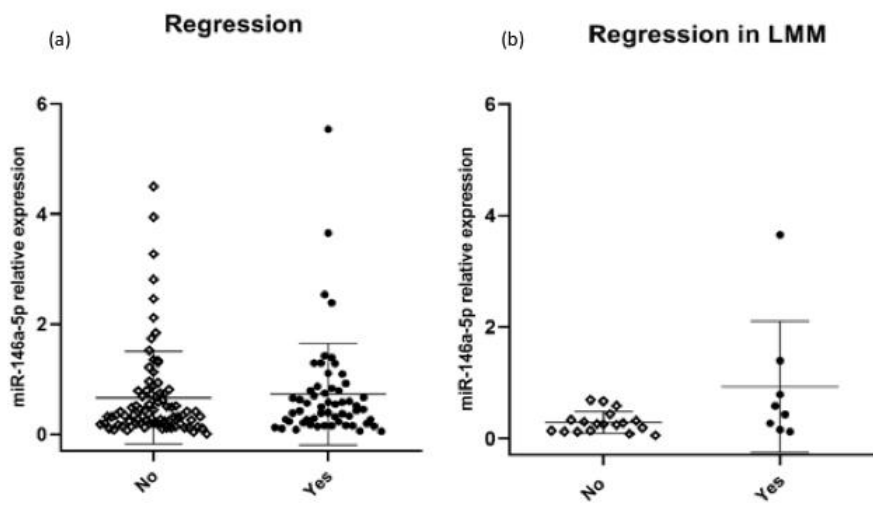 (a)
Regression
miR-146a-5p relative expression
6
4
2
0
No
Yes
(b)
Regression in LMM
miR-146a-5p relative expression
6
4
2
0
No
Yes